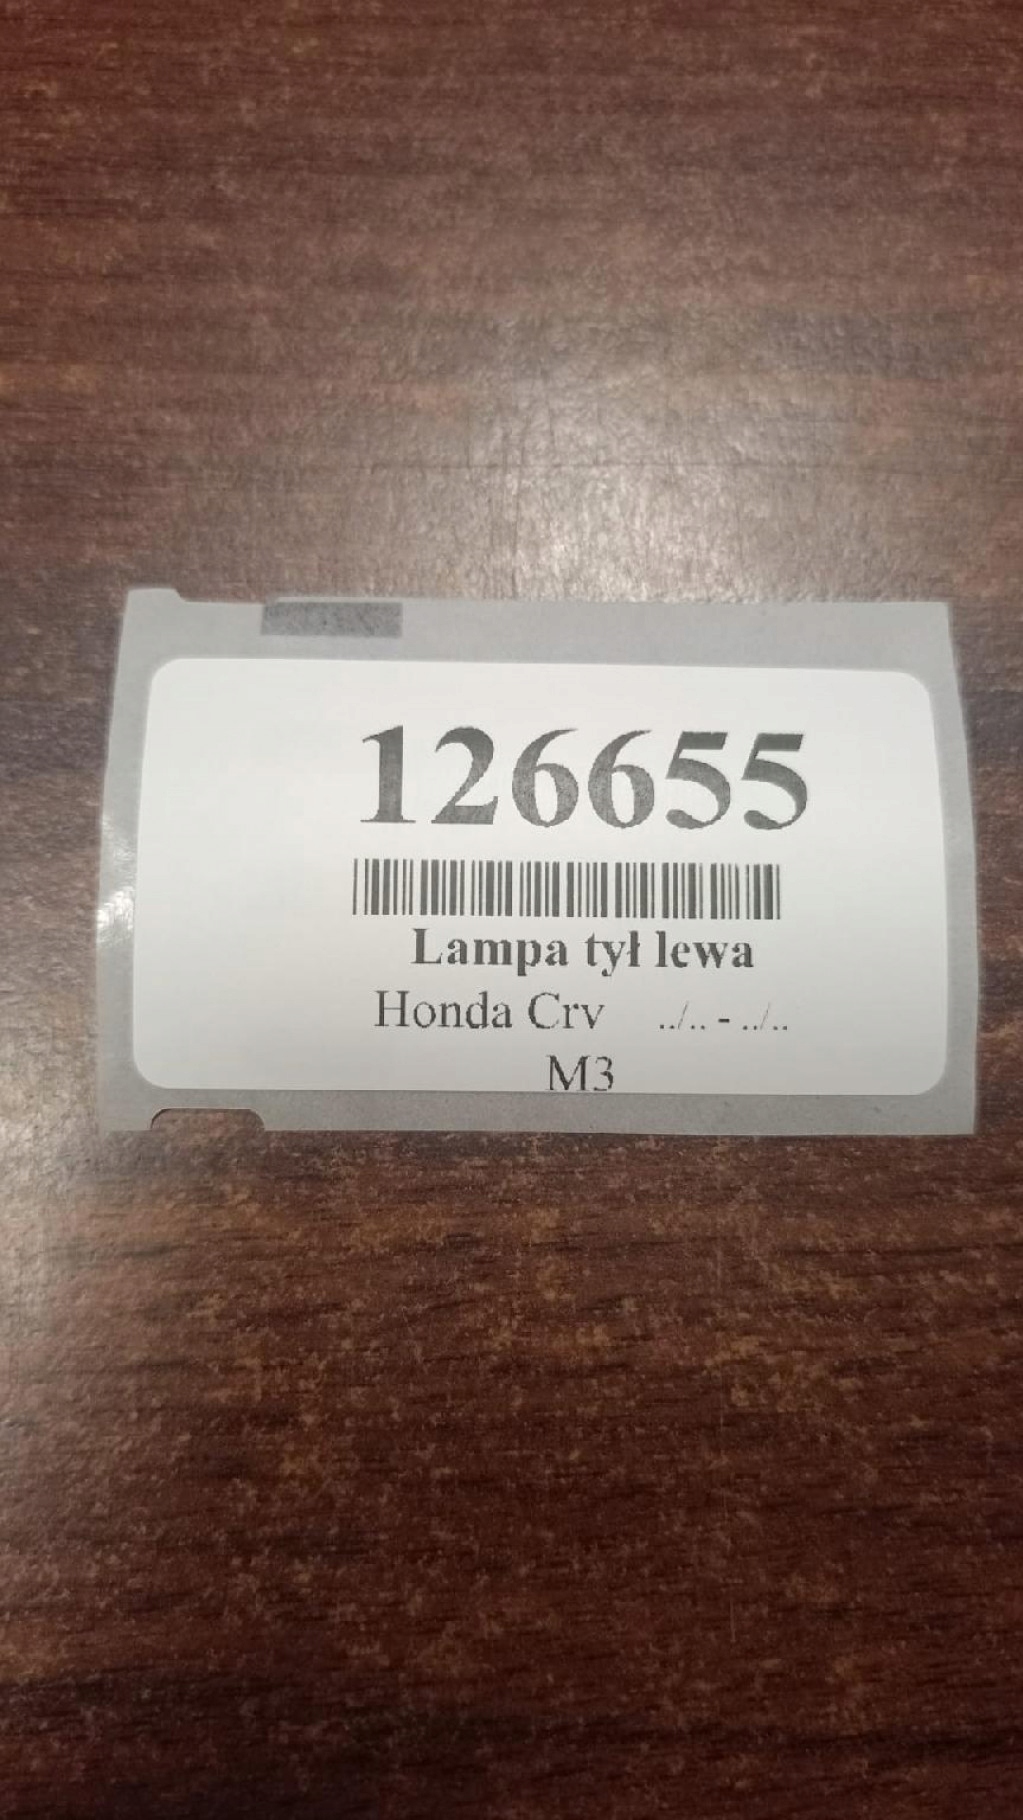 126655
Lampa tył lewa
Honda Crv ../.. - ../..
M3